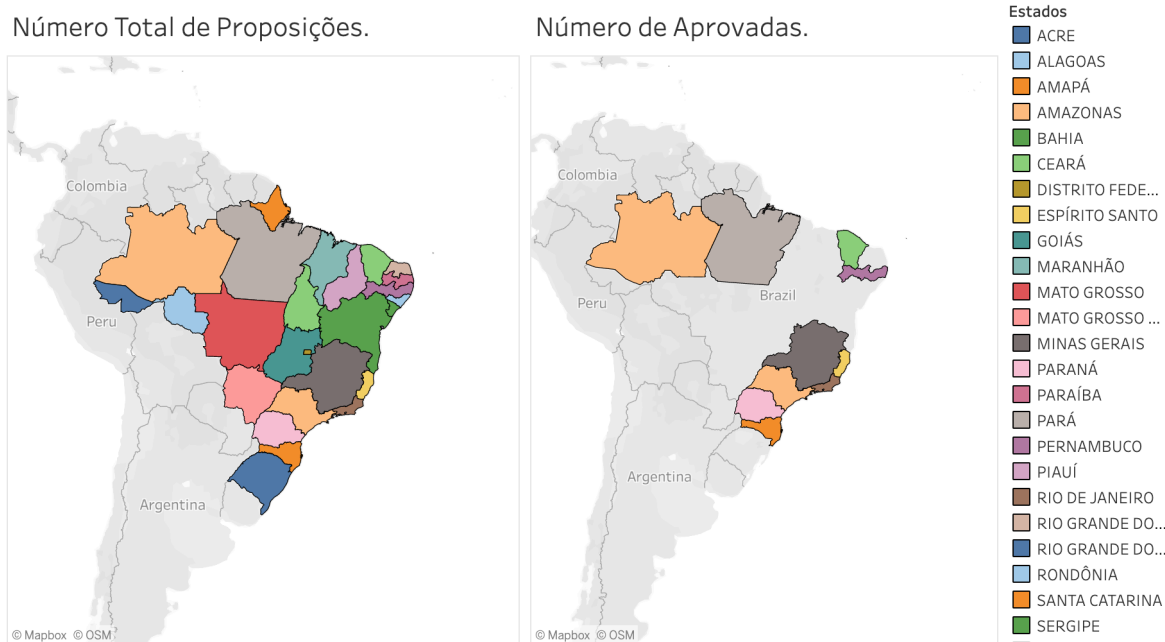 Número Total de Proposições.
Colombia
Peru
Argentina
© Mapbox © OSM
Número de Aprovadas.
Colombia
Peru
Brazil
Argentina
© Mapbox © OSM
Estados
ACRE
ALAGOAS
AMAPÁ
AMAZONAS
BAHIA
CEARÁ
DISTRITO FEDE...
ESPÍRITO SANTO
GOIÁS
MARANHÃO
MATO GROSSO
MATO GROSSO ...
MINAS GERAIS
PARANÁ
PARAÍBA
PARÁ
PERNAMBUCO
PIAUÍ
RIO DE JANEIRO
RIO GRANDE DO...
RIO GRANDE DO...
RONDÔNIA
SANTA CATARINA
SERGIPE